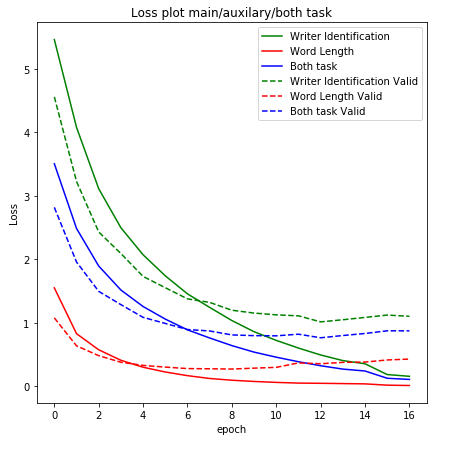 Loss plot main/auxilary/both task
Writer Identification
Word Length
Both task
Writer Identification Valid
Word Length Valid
Both task Valid
Loss
5
4
3
2
1
0
0 2 4 6 8 10 12 14 16
epoch